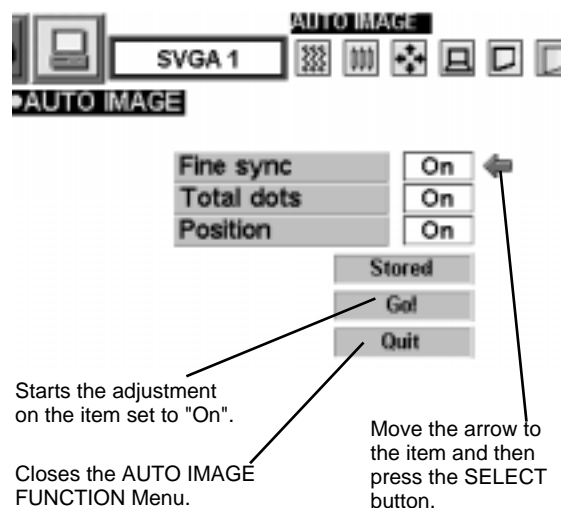 AUTO IMAGE
SVGA 1
●AUTO IMAGE
Fine sync On
Total dots On
Position On
Stored
Go!
Quit
Starts the adjustment
on the item set to "On".
Closes the AUTO IMAGE
FUNCTION Menu.
Move the arrow to
the item and then
press the SELECT
button.